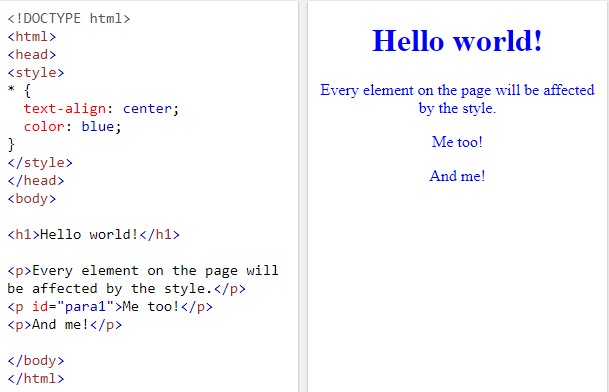 <!DOCTYPE html>
<html>
<head>
<style>
* {
  text-align: center;
  color: blue;
}
</style>
</head>
<body>

<h1>Hello world!</h1>

<p>Every element on the page will
be affected by the style.</p>
<p id="para1">Me too!</p>
<p>And me!</p>

</body>
</html>

Hello world!
Every element on the page will be affected
by the style.
Me too!
And me!